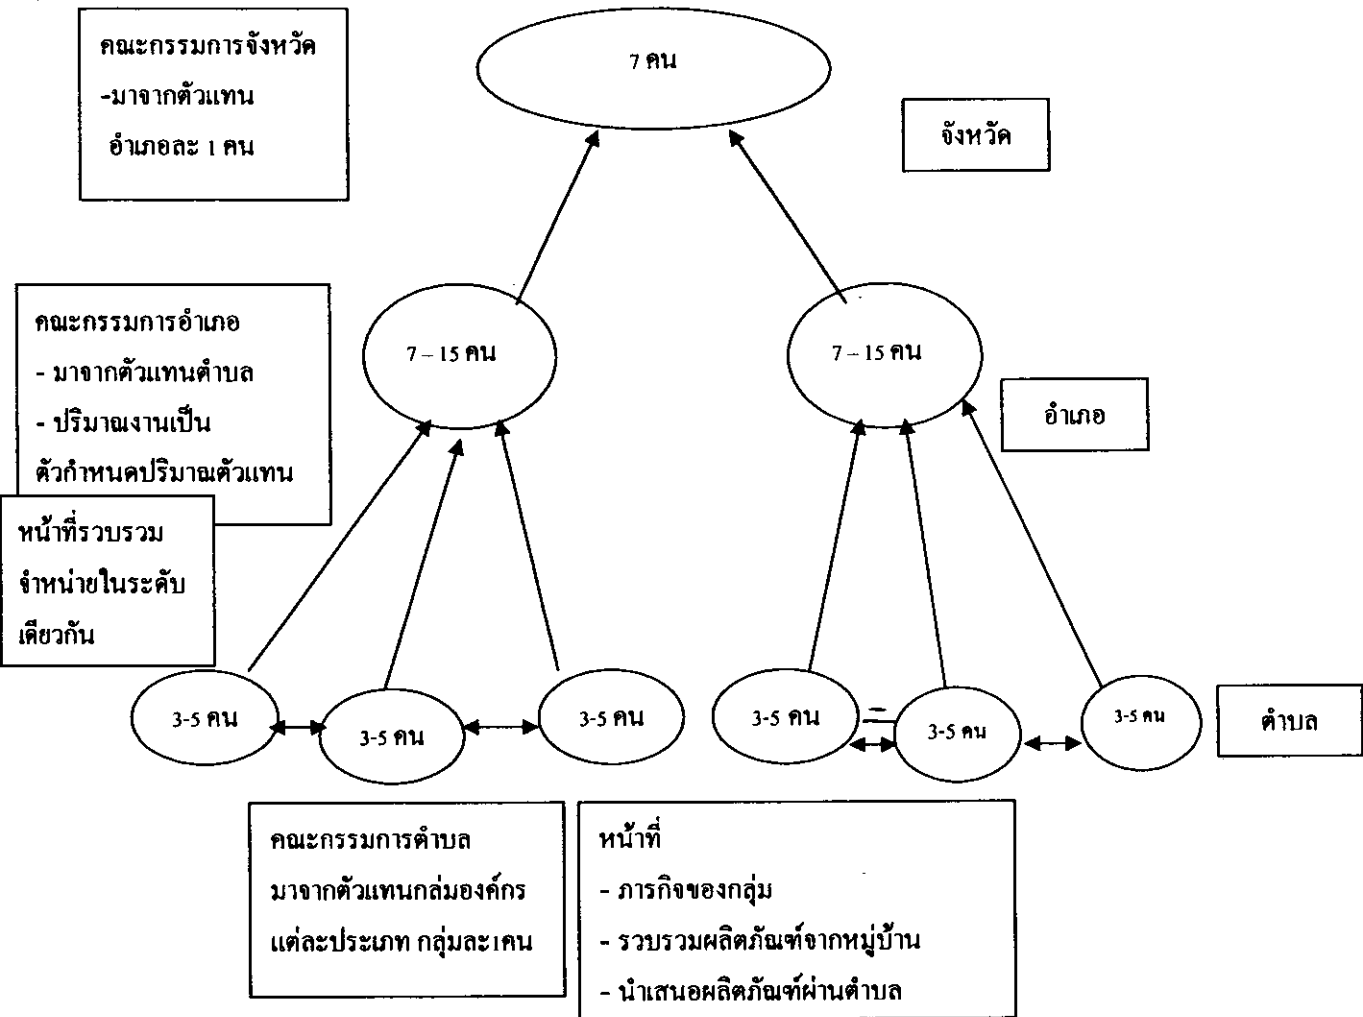 คณะกรรมการจังหวัด
-มาจากตัวแทน
อำเภอละ 1 คน
7 คน
จังหวัด
คณะกรรมการอำเภอ
- มาจากตัวแทนตำบล
- ปริมาณงานเป็น
ตัวกำหนดปริมาณตัวแทน
7 – 15 คน
7 – 15 คน
อำเภอ
หน้าที่รวบรวม
จำหน่ายในระดับ
เดียวกัน
3-5 คน
3-5 คน
3-5 คน
3-5 คน
3-5 คน
3-5 คน
ตำบล
คณะกรรมการตำบล
มาจากตัวแทนกล่มองค์กร
แต่ละประเภท กลุ่มละ1คน
หน้าที่
- ภารกิจของกลุ่ม
- รวบรวมผลิตภัณฑ์จากหมู่บ้าน
- นำเสนอผลิตภัณฑ์ผ่านตำบล